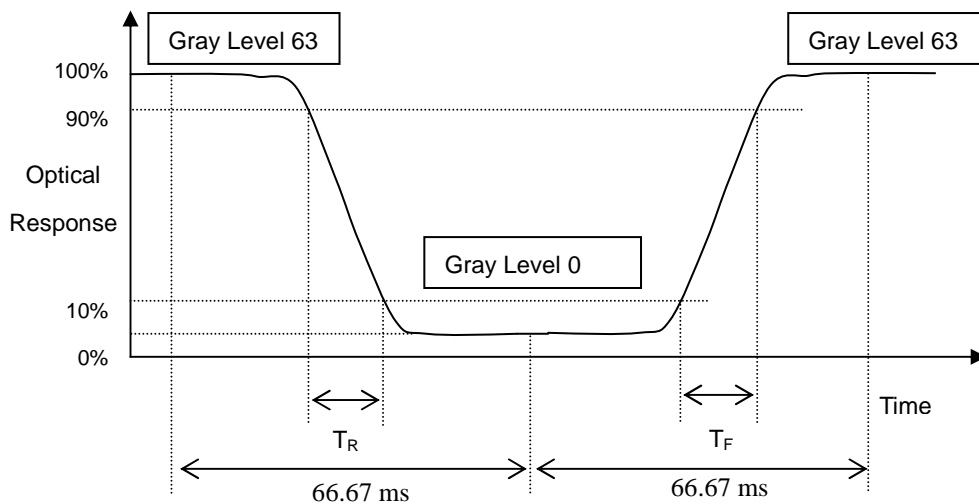 Gray Level 63
Gray Level 63
100%
90%
Optical
Response
Gray Level 0
10%
0%
Time
TR
TF
66.67 ms
66.67 ms